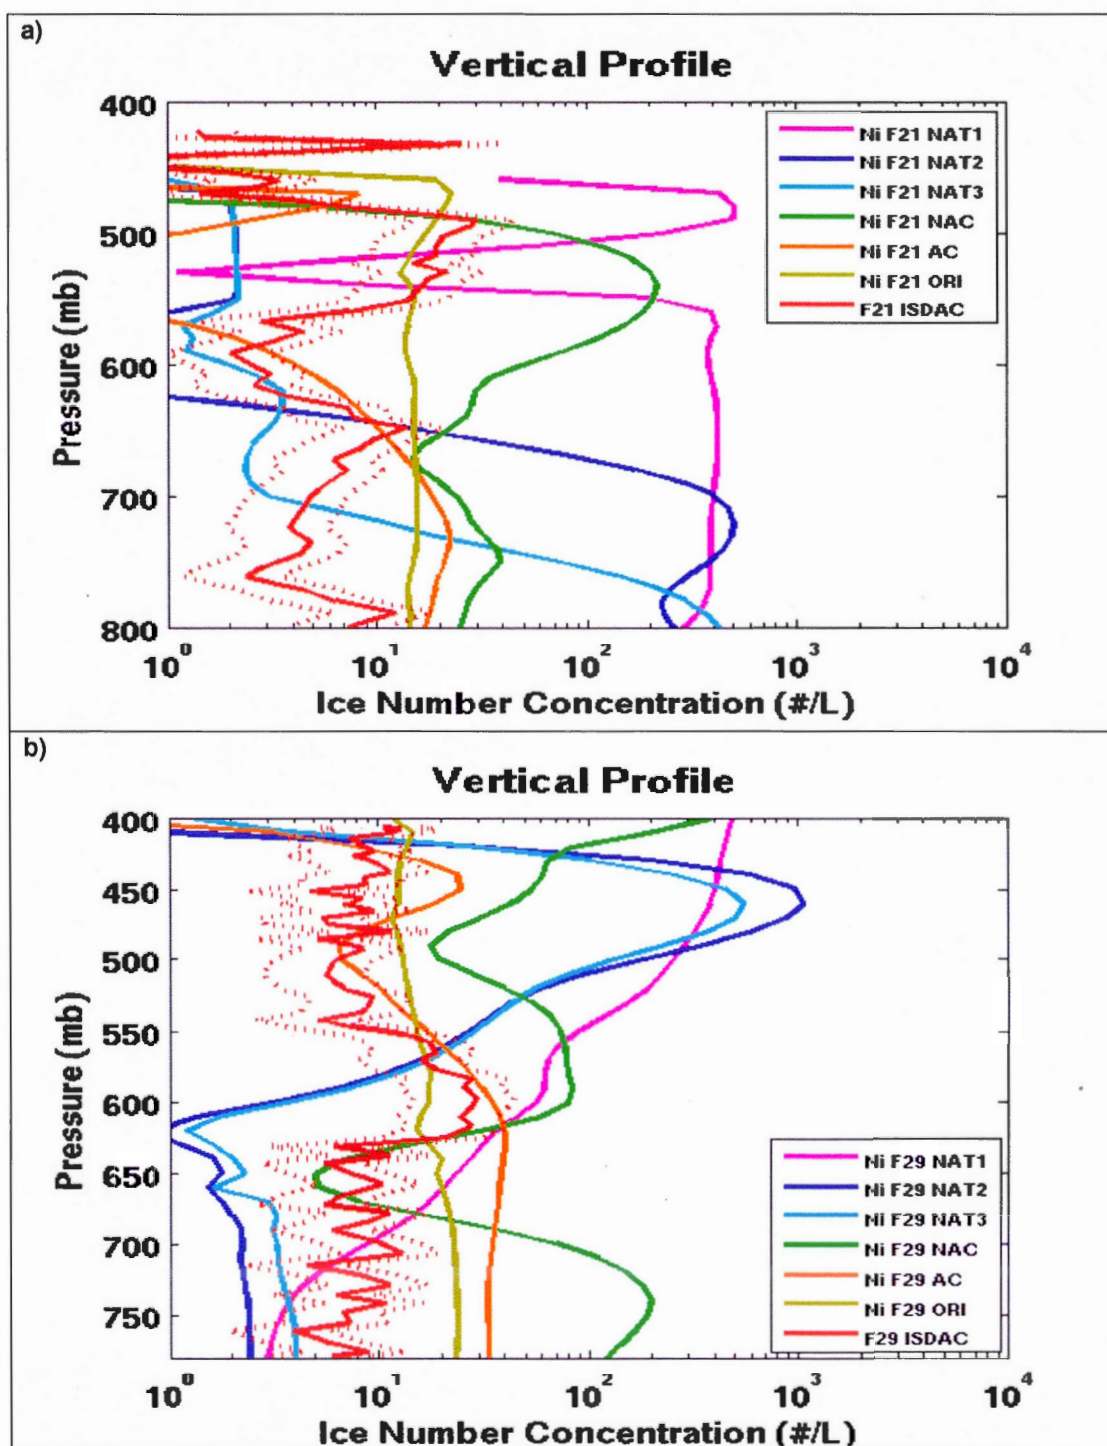 a)
Vertical Profile
400
500
600
700
800
Pressure (mb)
10^0
10^1
10^2
10^3
10^4
Ice Number Concentration (#/L)
Ni F21 NAT1
Ni F21 NAT2
Ni F21 NAT3
Ni F21 NAC
Ni F21 AC
Ni F21 ORI
F21 ISDAC
b)
Vertical Profile
400
450
500
550
600
650
700
750
Pressure (mb)
10^0
10^1
10^2
10^3
10^4
Ice Number Concentration (#/L)
Ni F29 NAT1
Ni F29 NAT2
Ni F29 NAT3
Ni F29 NAC
Ni F29 AC
Ni F29 ORI
F29 ISDAC